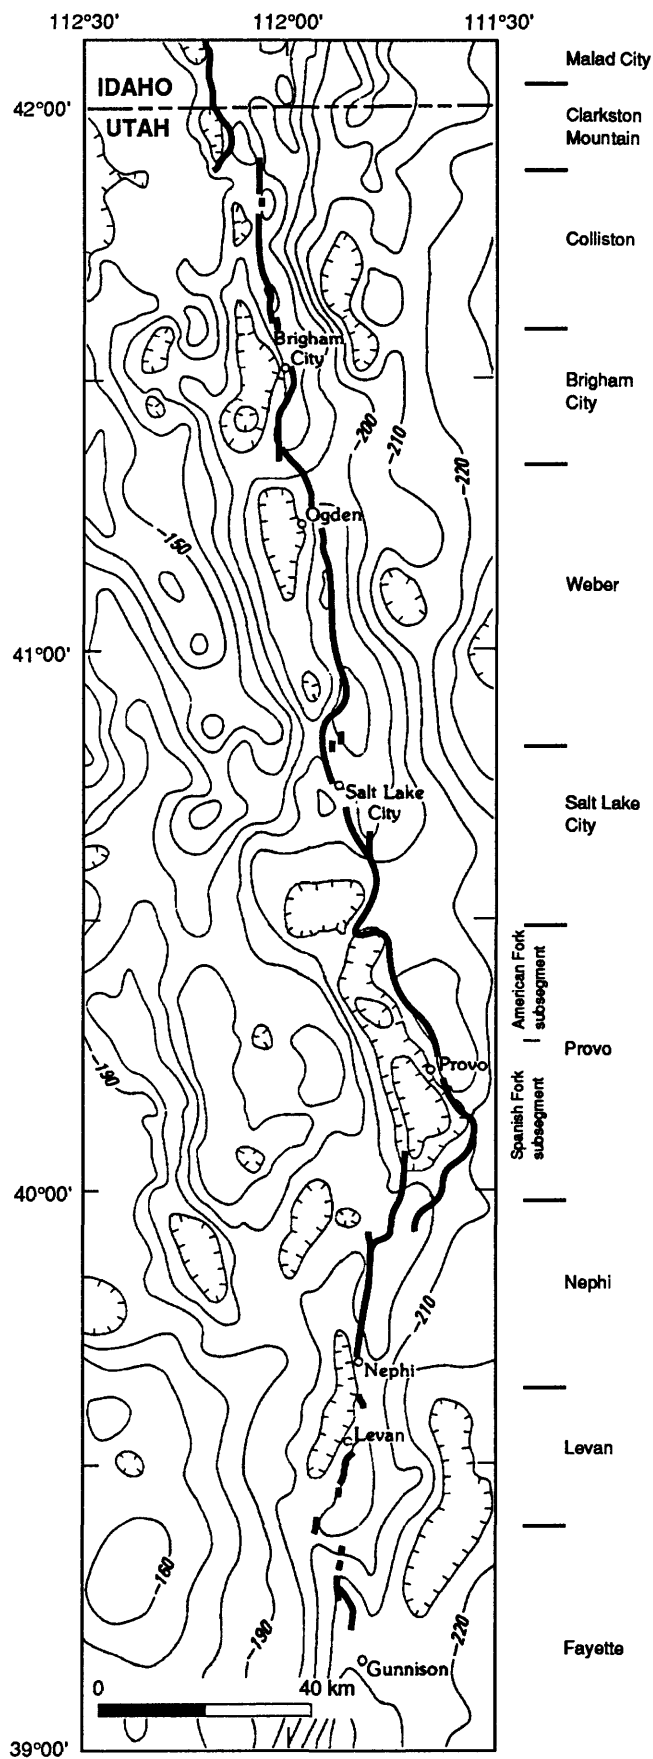 112°30'
112°00'
111°30'
Malad City
IDAHO
42°00'
UTAH
Clarkston
Mountain
Colliston
Brigham
City
Brigham
City
-200
-210
-220
Ogden
-150
Weber
41°00'
Salt Lake
City
Salt Lake
City
American Fork
subsegment
Provo
Provo
-190
Spanish Fork
subsegment
40°00'
Nephi
-210
Nephi
Levan
Levan
-160
-190
-220
Fayette
Gunnison
0
40 km
39°00'